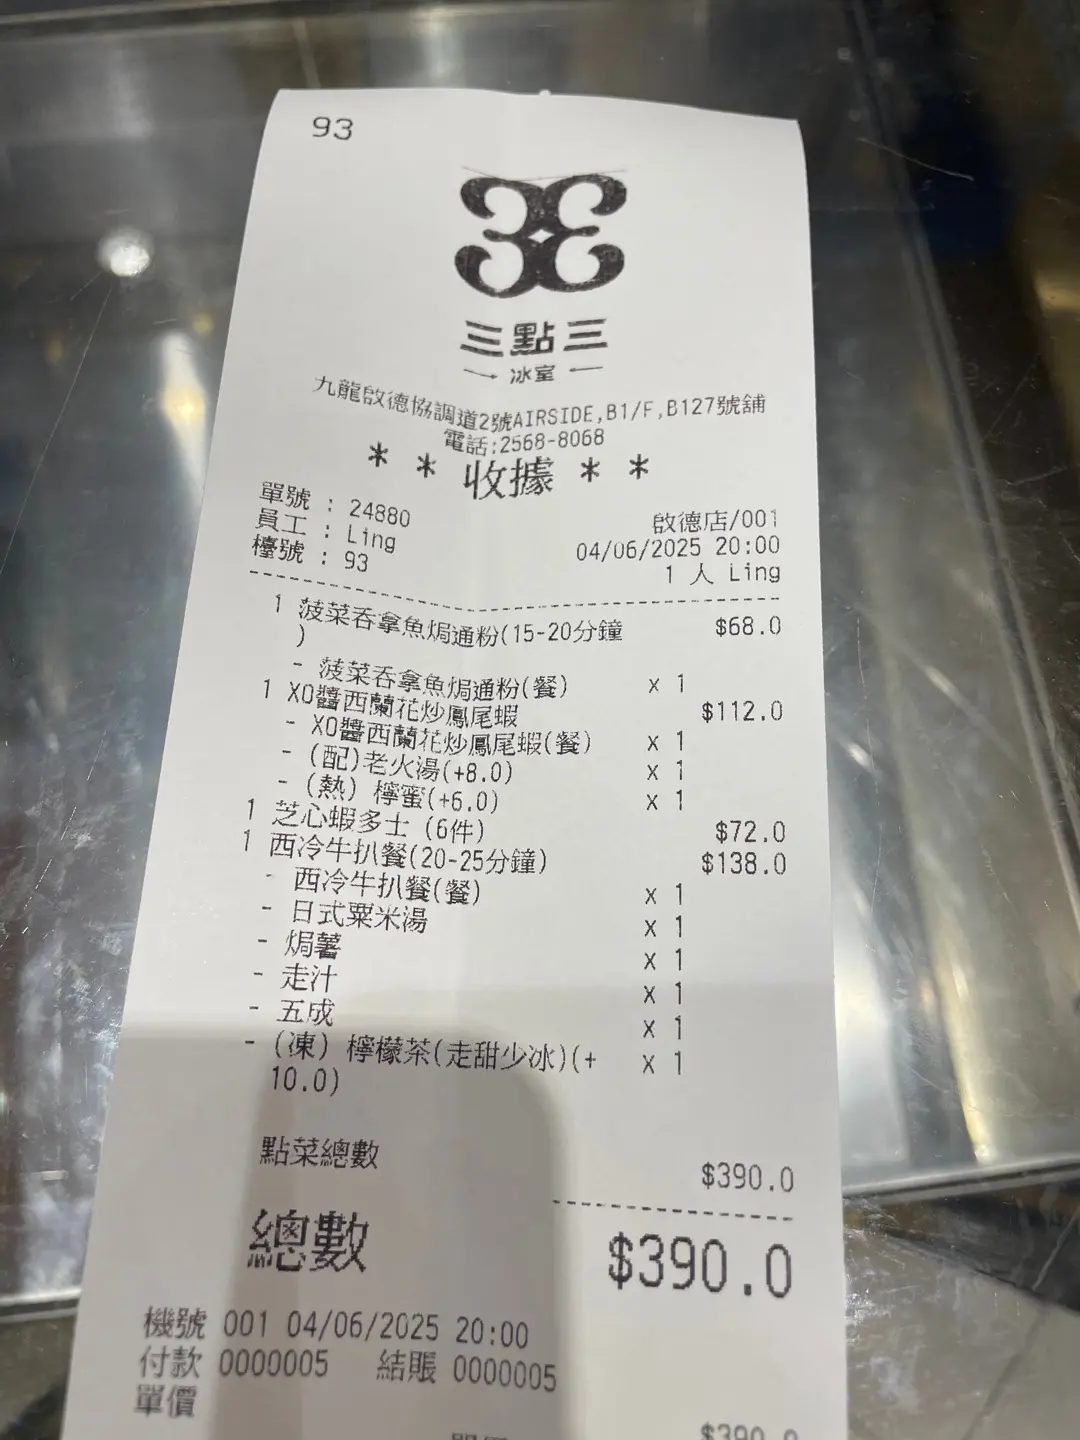 93
三點三
冰室
九龍啟德協調道2號AIRSIDE,B1/F,B127號舖
電話:2568-8068
* * 收據 * *
單號 : 24880
啟德店/001
員工 : Ling
04/06/2025 20:00
檯號 : 93
1 人 Ling
1 菠菜吞拿魚焗通粉(15-20分鐘 $68.0
)
- 菠菜吞拿魚焗通粉(餐) x 1
1 XO醬西蘭花炒鳳尾蝦 $112.0
- XO醬西蘭花炒鳳尾蝦(餐) x 1
- (配)老火湯(+8.0) x 1
- (熱) 檸蜜(+6.0) x 1
1 芝心蝦多士 (6件) $72.0
1 西冷牛扒餐(20-25分鐘) $138.0
- 西冷牛扒餐(餐) x 1
- 日式粟米湯 x 1
- 焗薯 x 1
- 走汁 x 1
- 五成 x 1
- (凍) 檸檬茶(走甜少冰)(+ x 1
10.0)
點菜總數 $390.0
總數 $390.0
機號 001 04/06/2025 20:00
付款 0000005 結賬 0000005
單價
$390.0